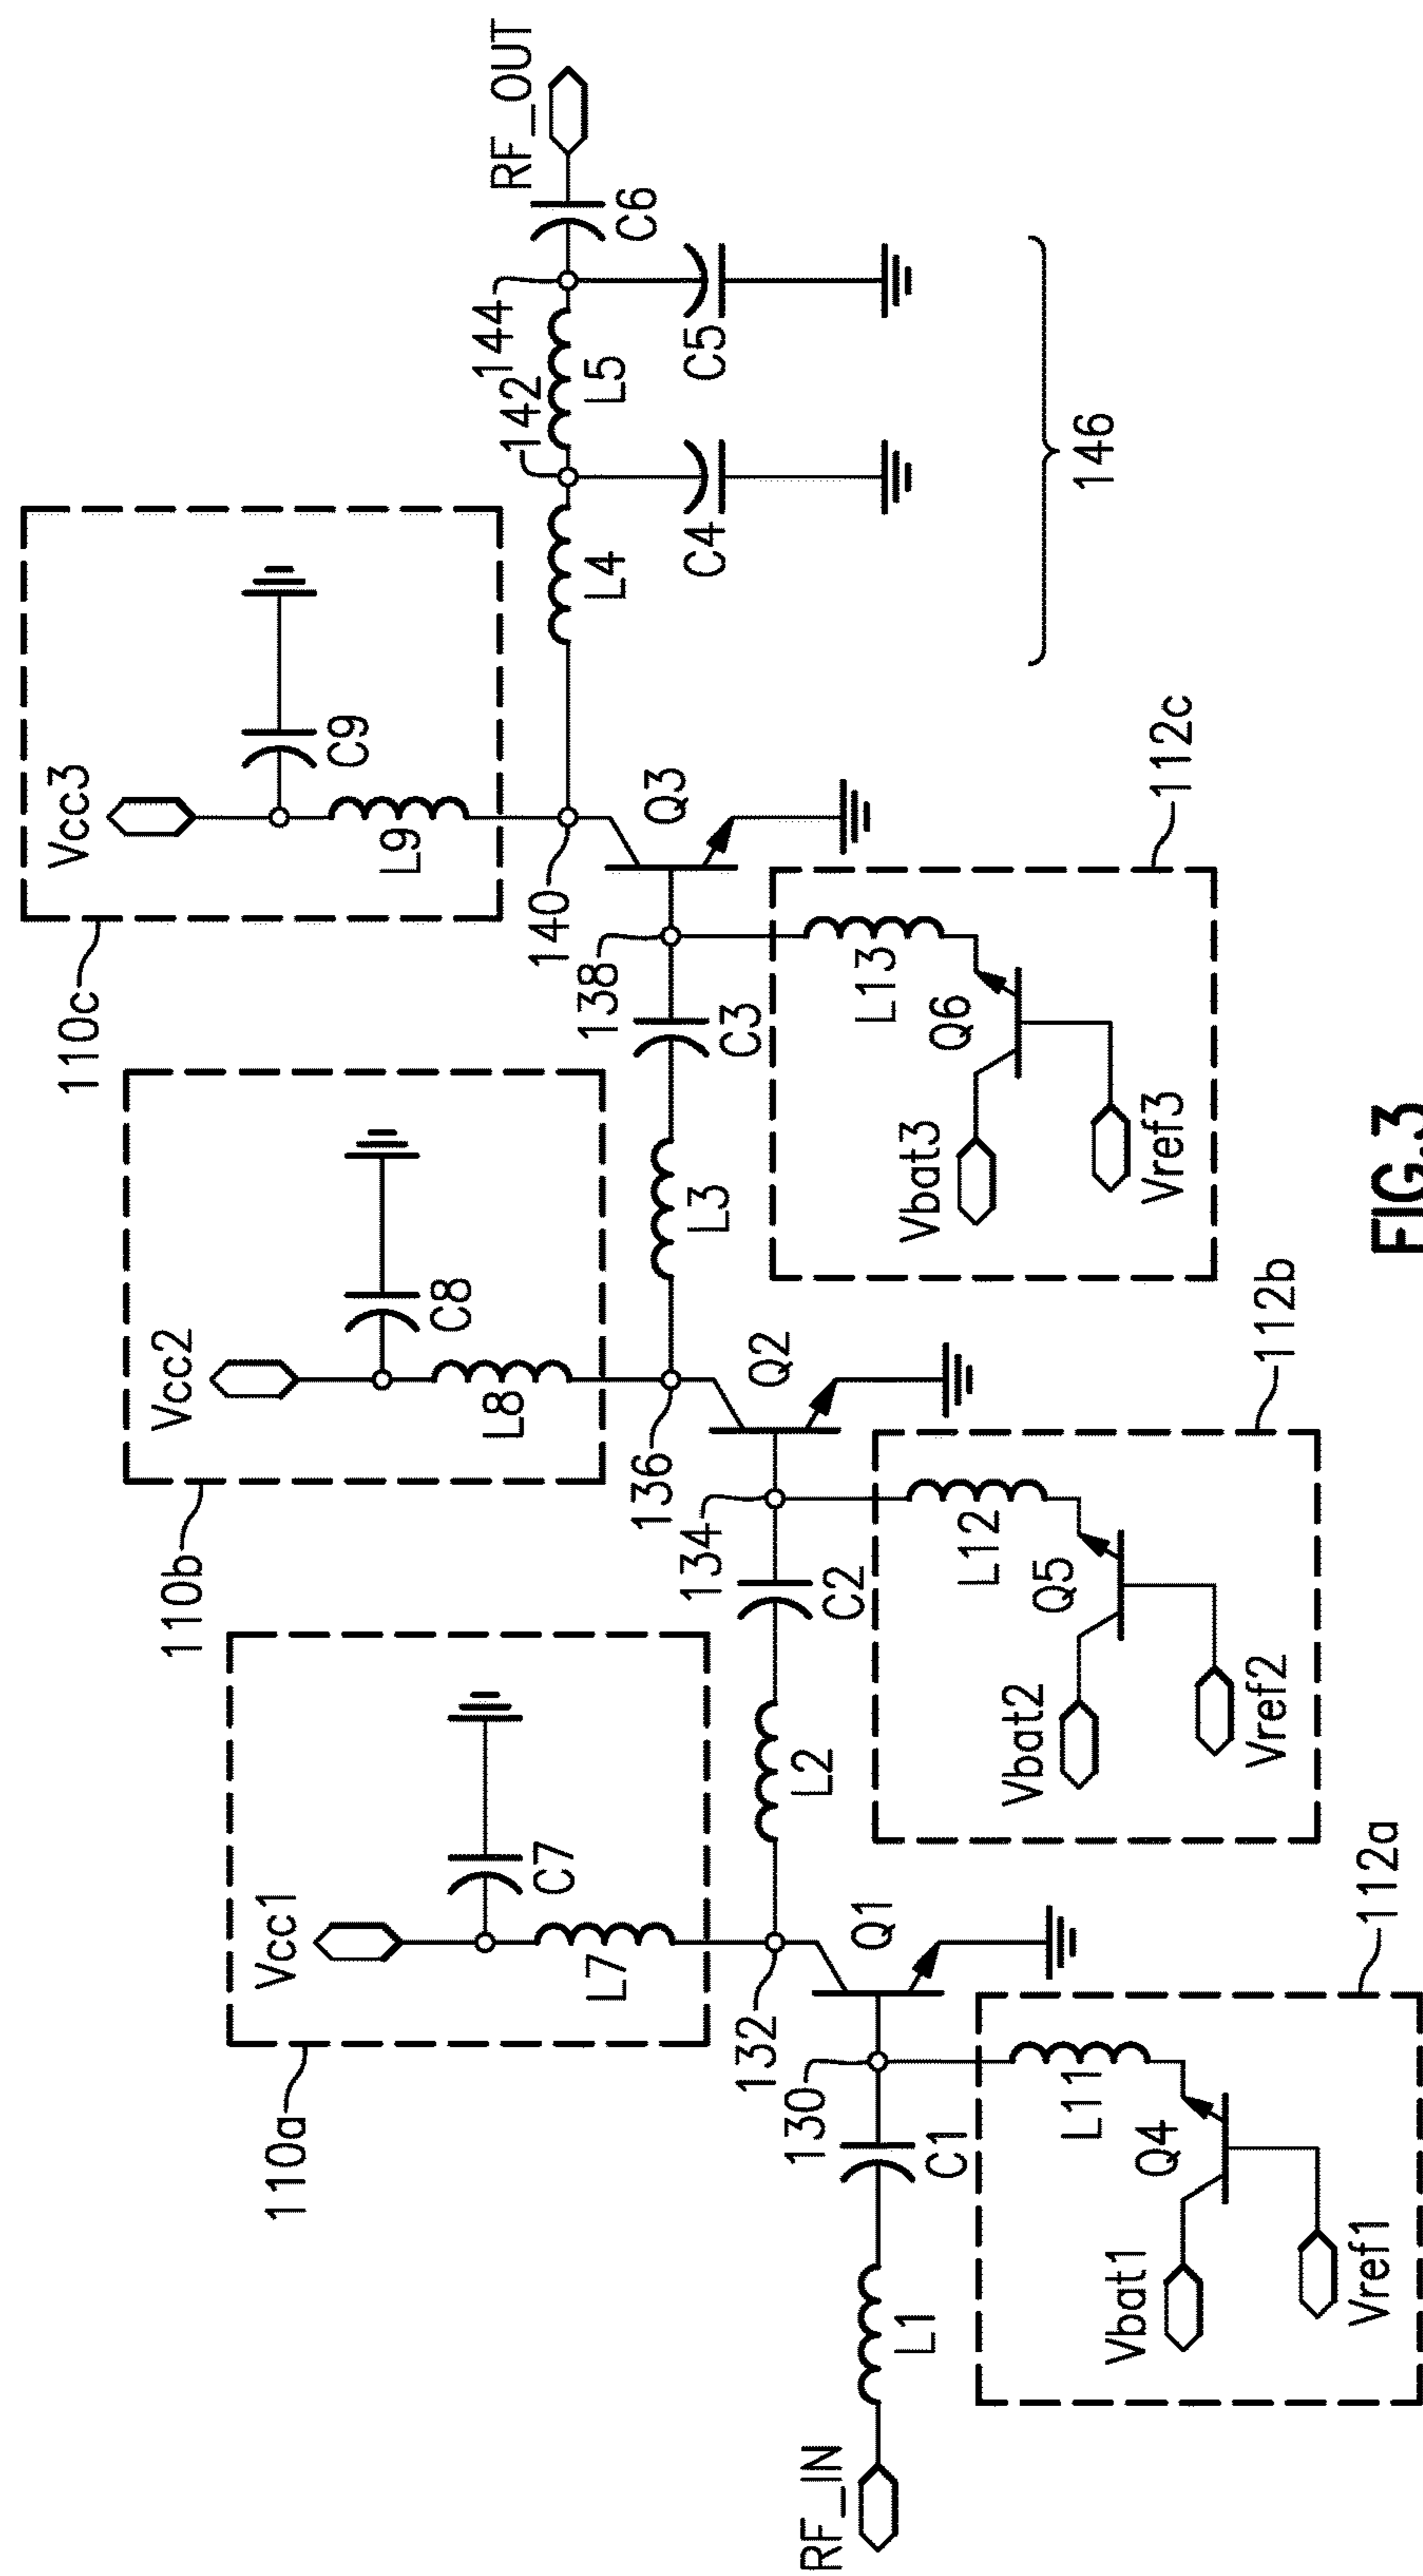 110a
Vcc1
C7
L7
132
Q1
RF_IN
L1
C1
130
L11
Q4
Vbat1
Vref1
112a
110b
Vcc2
C8
L8
136
Q2
L2
C2
134
L12
Q5
Vbat2
Vref2
112b
110c
Vcc3
C9
L9
140
Q3
L3
C3
138
L13
Q6
Vbat3
Vref3
112c
L4
142
L5
144
C4
C5
C6
RF_OUT
146
FIG.3